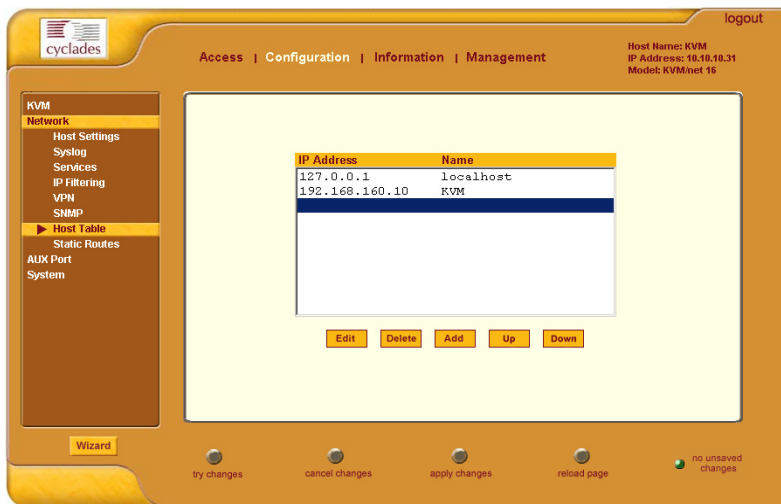 logout
cyclades
Access | Configuration | Information | Management
Host Name: KVM
IP Address: 10.10.10.31
Model: KVM/net 16
KVM
Network
Host Settings
Syslog
Services
IP Filtering
VPN
SNMP
Host Table
Static Routes
AUX Port
System
IP Address Name
127.0.0.1 localhost
192.168.160.10 KVM
Edit Delete Add Up Down
Wizard
try changes cancel changes apply changes reload page no unsaved changes